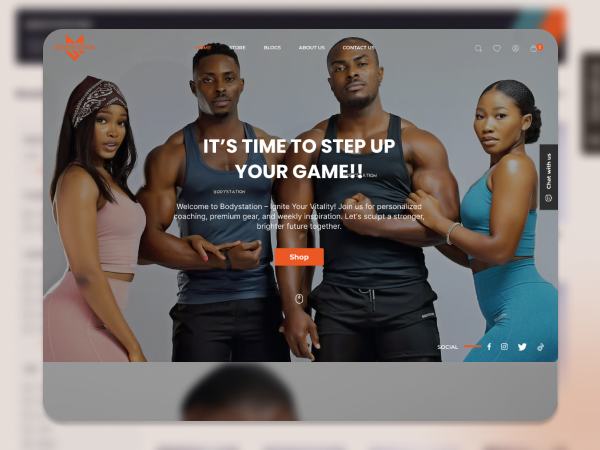 HOME STORE BLOGS ABOUT US CONTACT US
1
IT'S TIME TO STEP UP
YOUR GAME!!
BODYSTATION
Welcome to Bodystation – Ignite Your Vitality! Join us for personalized
coaching, premium gear, and weekly inspiration. Let's sculpt a stronger,
brighter future together.
Shop
Chat with us
SOCIAL